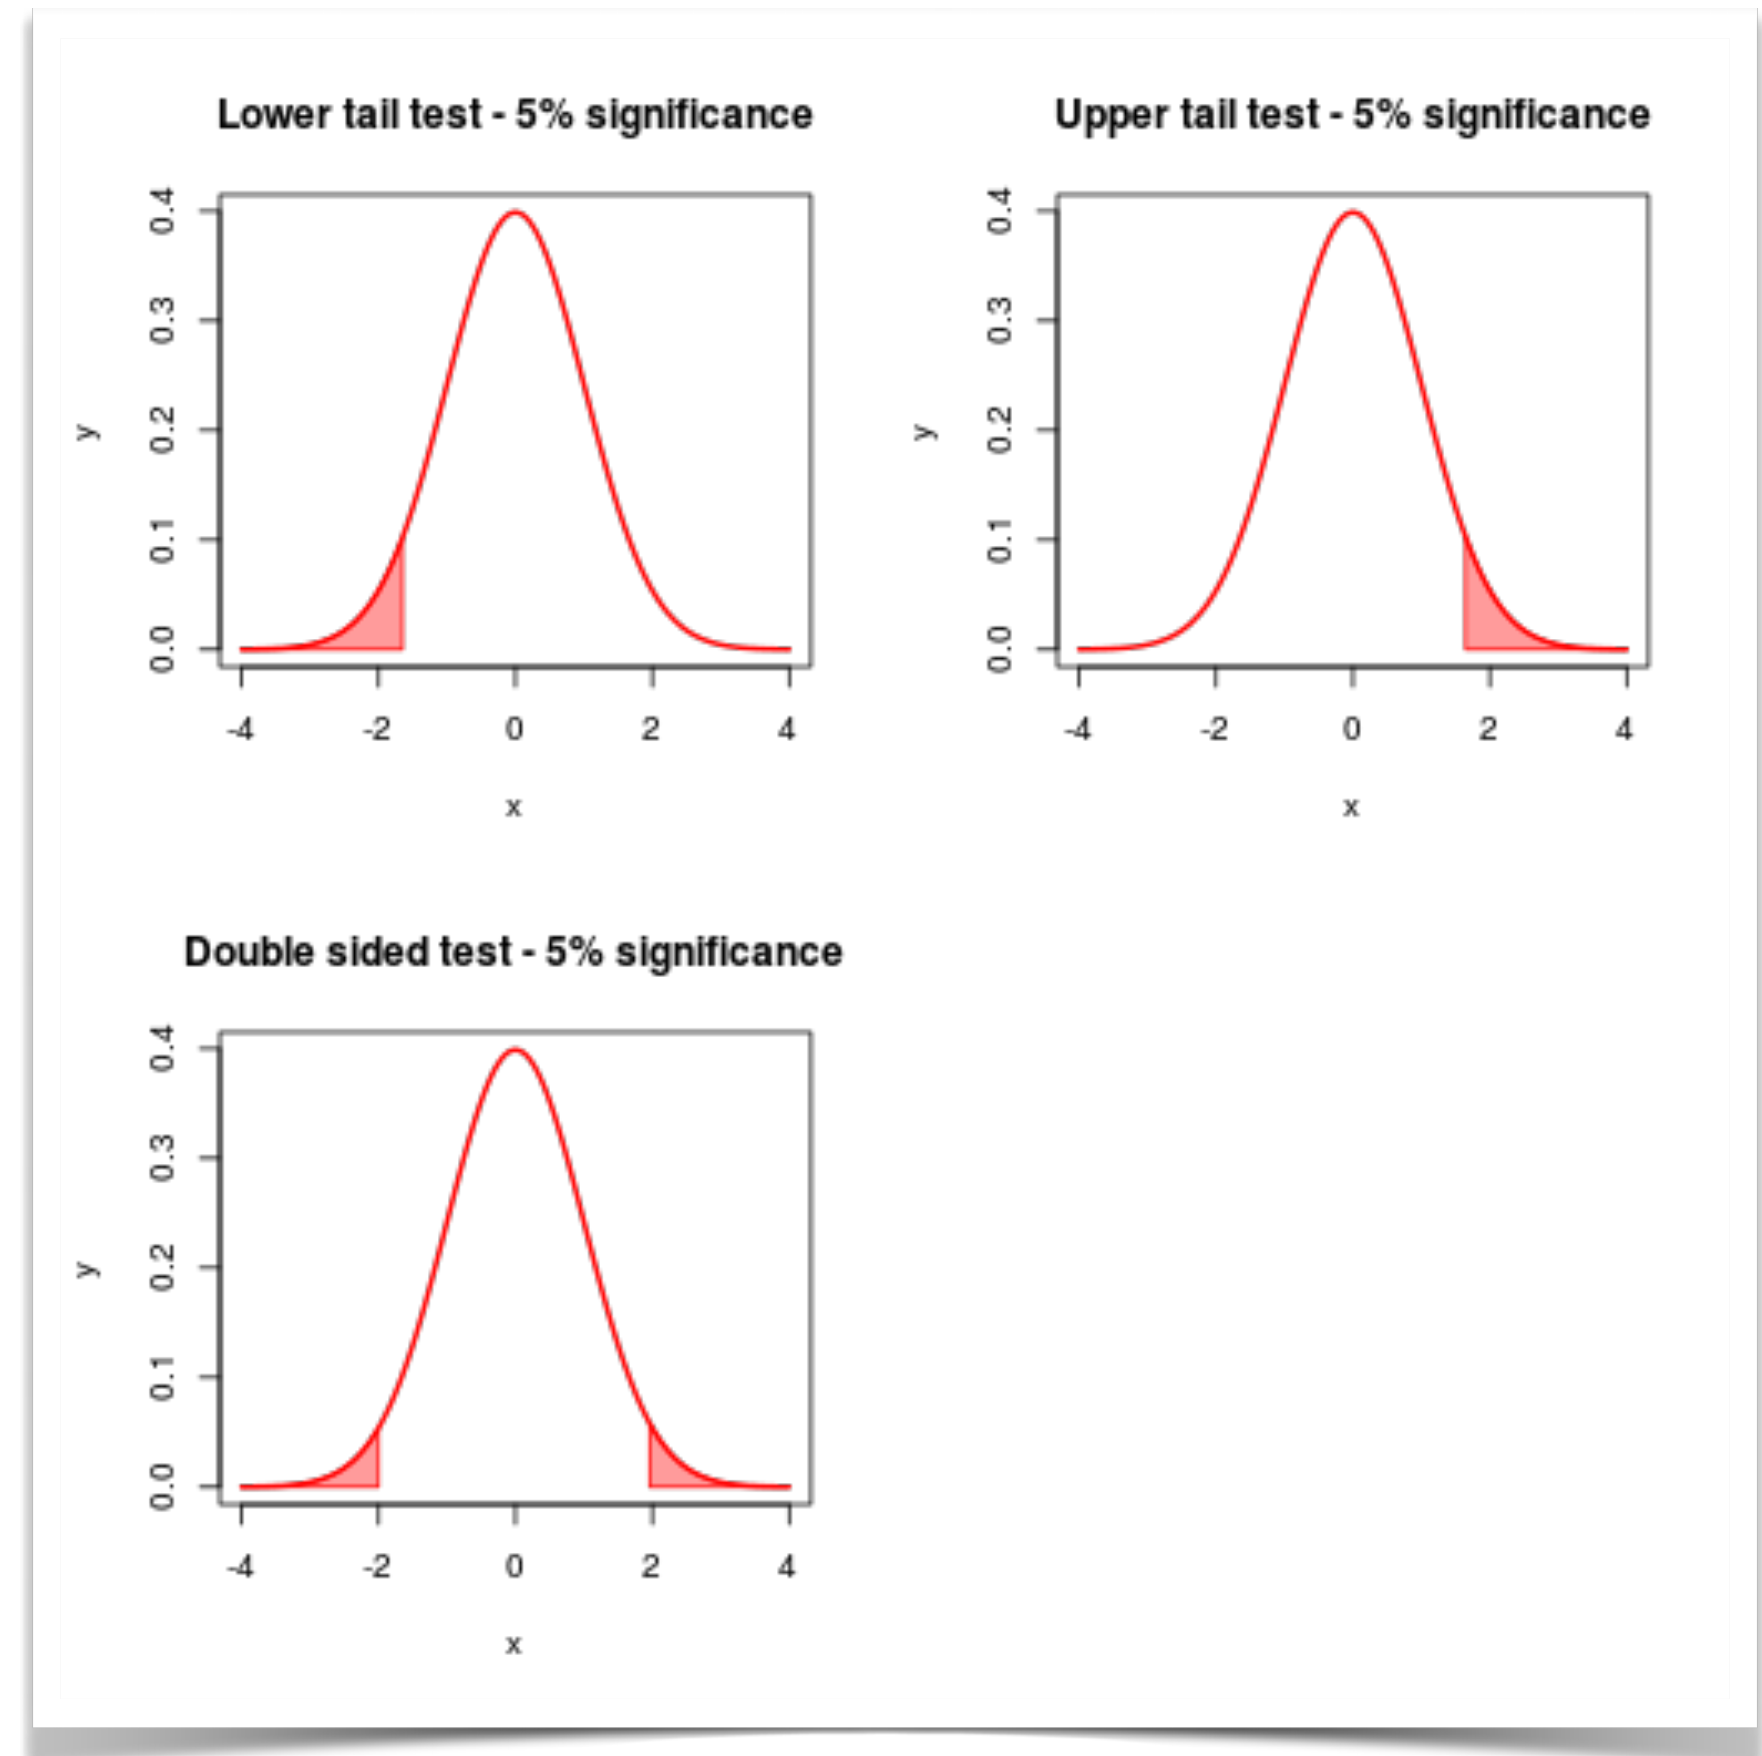 Lower tail test - 5% significance
y
0.0 0.1 0.2 0.3 0.4
-4 -2 0 2 4
x
Upper tail test - 5% significance
y
0.0 0.1 0.2 0.3 0.4
-4 -2 0 2 4
x
Double sided test - 5% significance
y
0.0 0.1 0.2 0.3 0.4
-4 -2 0 2 4
x